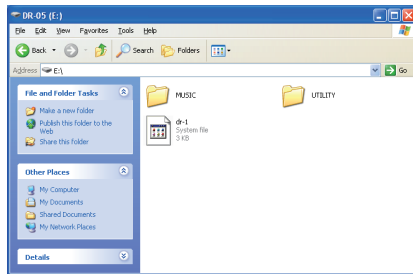 DR-05 (E:)
File Edit View Favorites Tools Help
Back Search Folders
Address E:\ Go
File and Folder Tasks
Make a new folder
Publish this folder to the
Web
Share this folder
Other Places
My Computer
My Documents
Shared Documents
My Network Places
Details
MUSIC UTILITY
dr-1
System file
3 KB